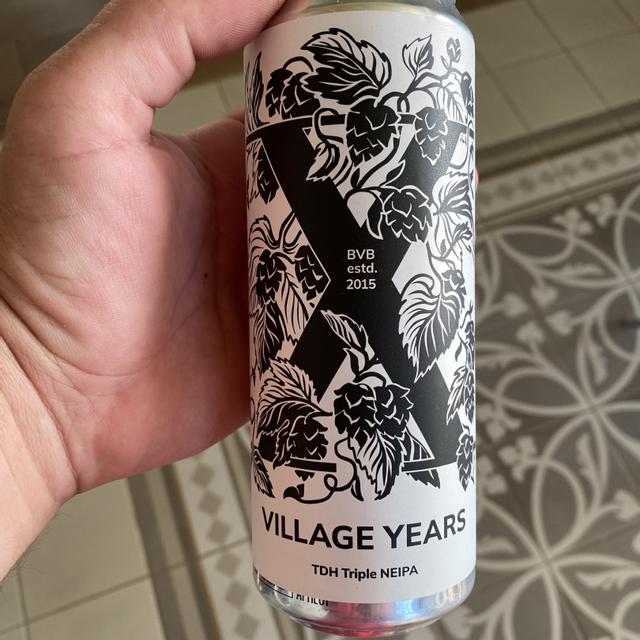 X
BVB
estd.
2015
VILLAGE YEARS
TDH Triple NEIPA